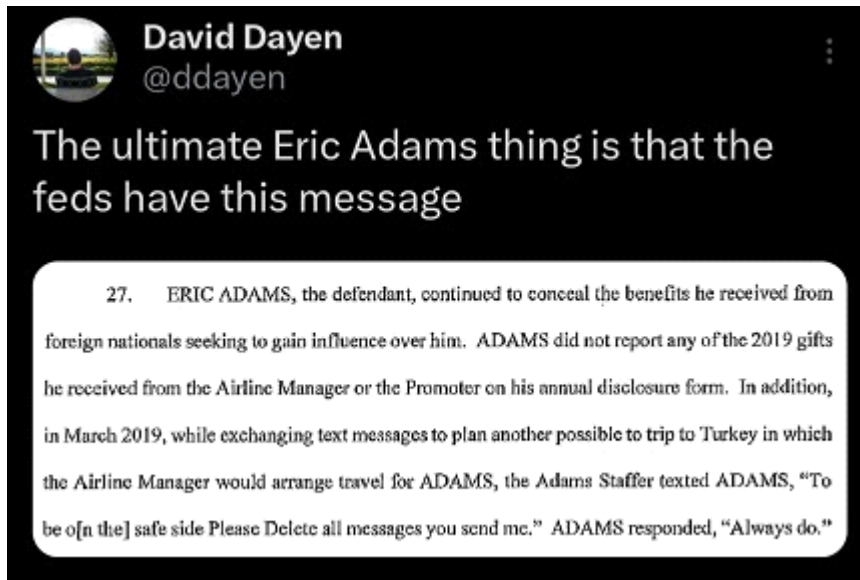 David Dayen
@ddayen
The ultimate Eric Adams thing is that the
feds have this message
27. ERIC ADAMS, the defendant, continued to conceal the benefits he received from
foreign nationals seeking to gain influence over him. ADAMS did not report any of the 2019 gifts
he received from the Airline Manager or the Promoter on his annual disclosure form. In addition,
in March 2019, while exchanging text messages to plan another possible to trip to Turkey in which
the Airline Manager would arrange travel for ADAMS, the Adams Staffer texted ADAMS, “To
be o[n the] safe side Please Delete all messages you send me.” ADAMS responded, “Always do.”